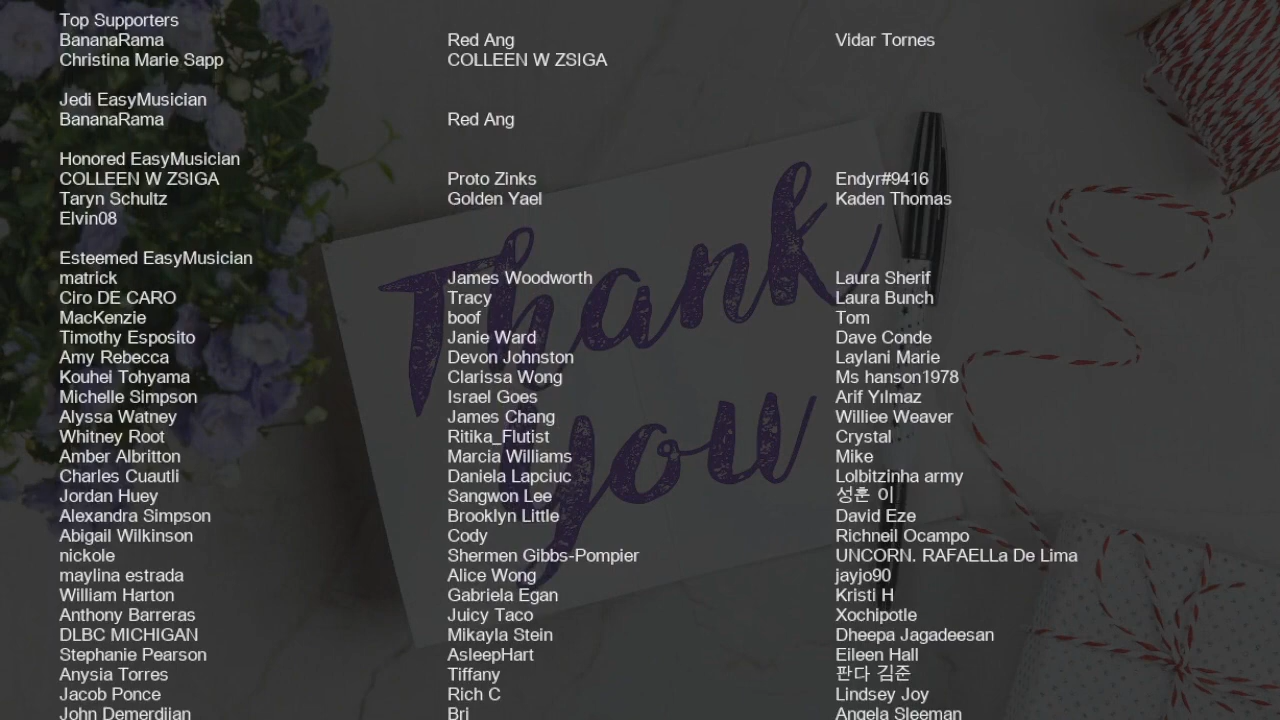 Top Supporters
BananaRama Red Ang Vidar Tornes
Christina Marie Sapp COLLEEN W ZSIGA
Jedi EasyMusician
BananaRama Red Ang
Honored EasyMusician
COLLEEN W ZSIGA Proto Zinks Endyr#9416
Taryn Schultz Golden Yael Kaden Thomas
Elvin08
Esteemed EasyMusician
matrick James Woodworth Laura Sherif
Ciro DE CARO Tracy Laura Bunch
MacKenzie boof Tom
Timothy Esposito Janie Ward Dave Conde
Amy Rebecca Devon Johnston Laylani Marie
Kouhei Tohyama Clarissa Wong Ms hanson1978
Michelle Simpson Israel Goes Arif Yılmaz
Alyssa Watney James Chang Williee Weaver
Whitney Root Ritika_Flutist Crystal
Amber Albritton Marcia Williams Mike
Charles Cuautli Daniela Lapciuc Lolbitzinha army
Jordan Huey Sangwon Lee 성훈 이
Alexandra Simpson Brooklyn Little David Eze
Abigail Wilkinson Cody Richneil Ocampo
nickole Shermen Gibbs-Pompier UNCORN. RAFAELLa De Lima
maylina estrada Alice Wong jayjo90
William Harton Gabriela Egan Kristi H
Anthony Barreras Juicy Taco Xochipotle
DLBC MICHIGAN Mikayla Stein Dheepa Jagadeesan
Stephanie Pearson AsleepHart Eileen Hall
Anysia Torres Tiffany 판다 김준
Jacob Ponce Rich C Lindsey Joy
John Demerdjian Bri Angela Sleeman
Thank
you